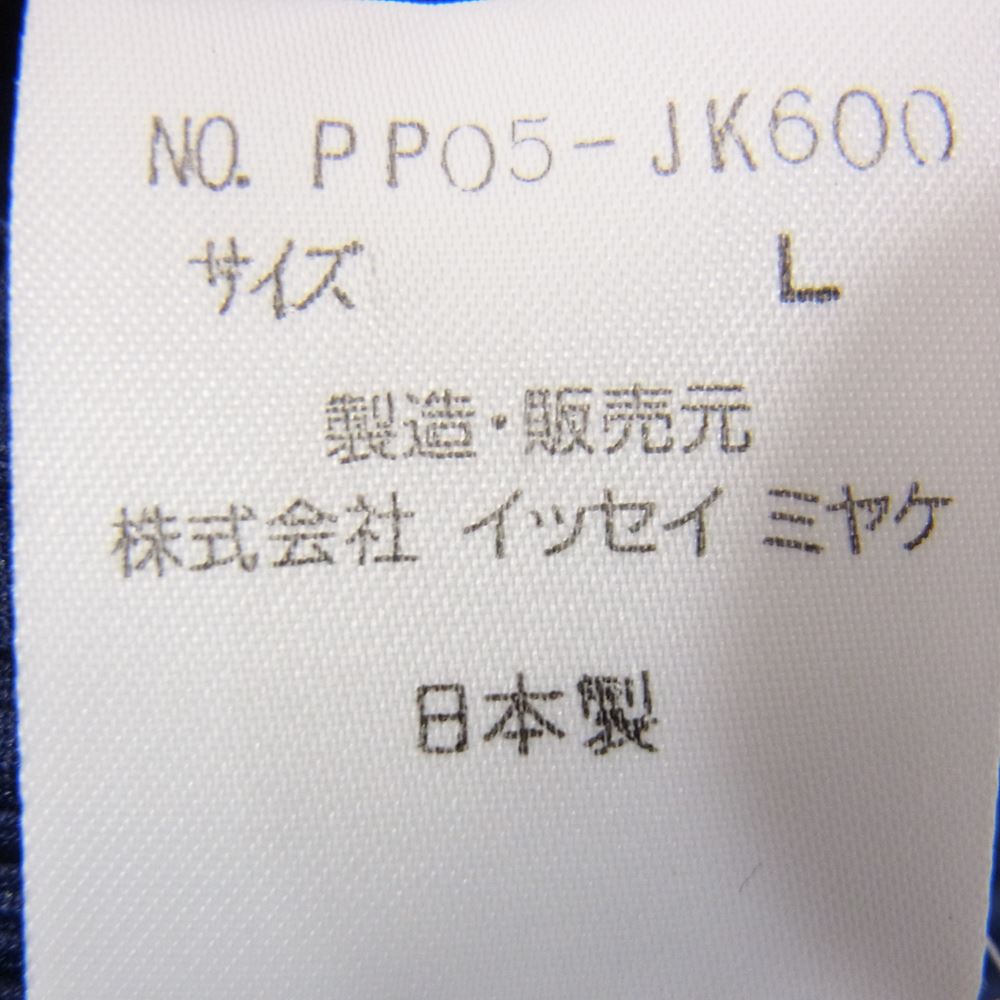 NO. PP05-JK600
サイズ L
製造・販売元
株式会社 イッセイ ミヤケ
日本製